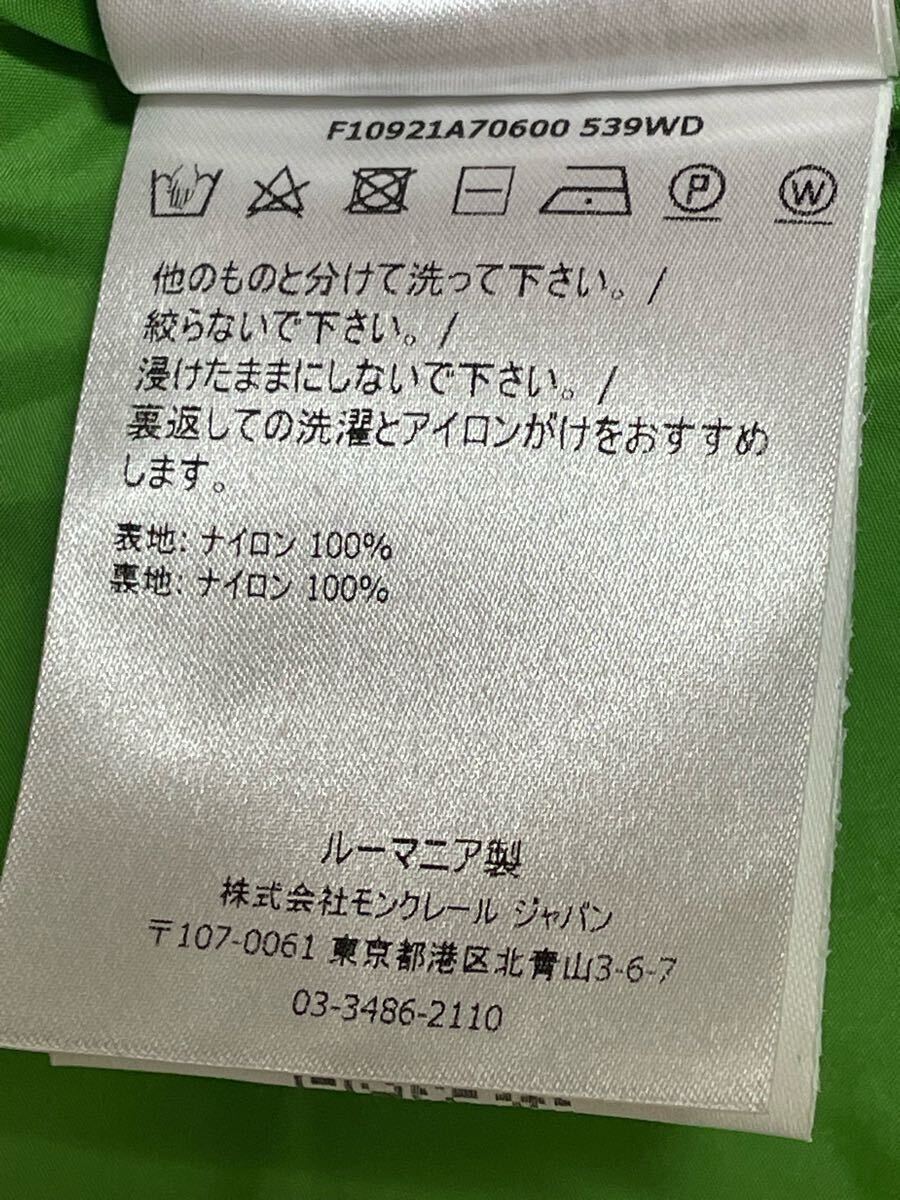 F10921A70600 539WD
P
W
他のものと分けて洗って下さい。/
絞らないで下さい。/
浸けたままにしないで下さい。/
裏返しての洗濯とアイロンがけをおすすめ
します。
表地: ナイロン 100%
裏地: ナイロン 100%
ルーマニア製
株式会社モンクレール ジャパン
〒107-0061 東京都港区北青山3-6-7
03-3486-2110